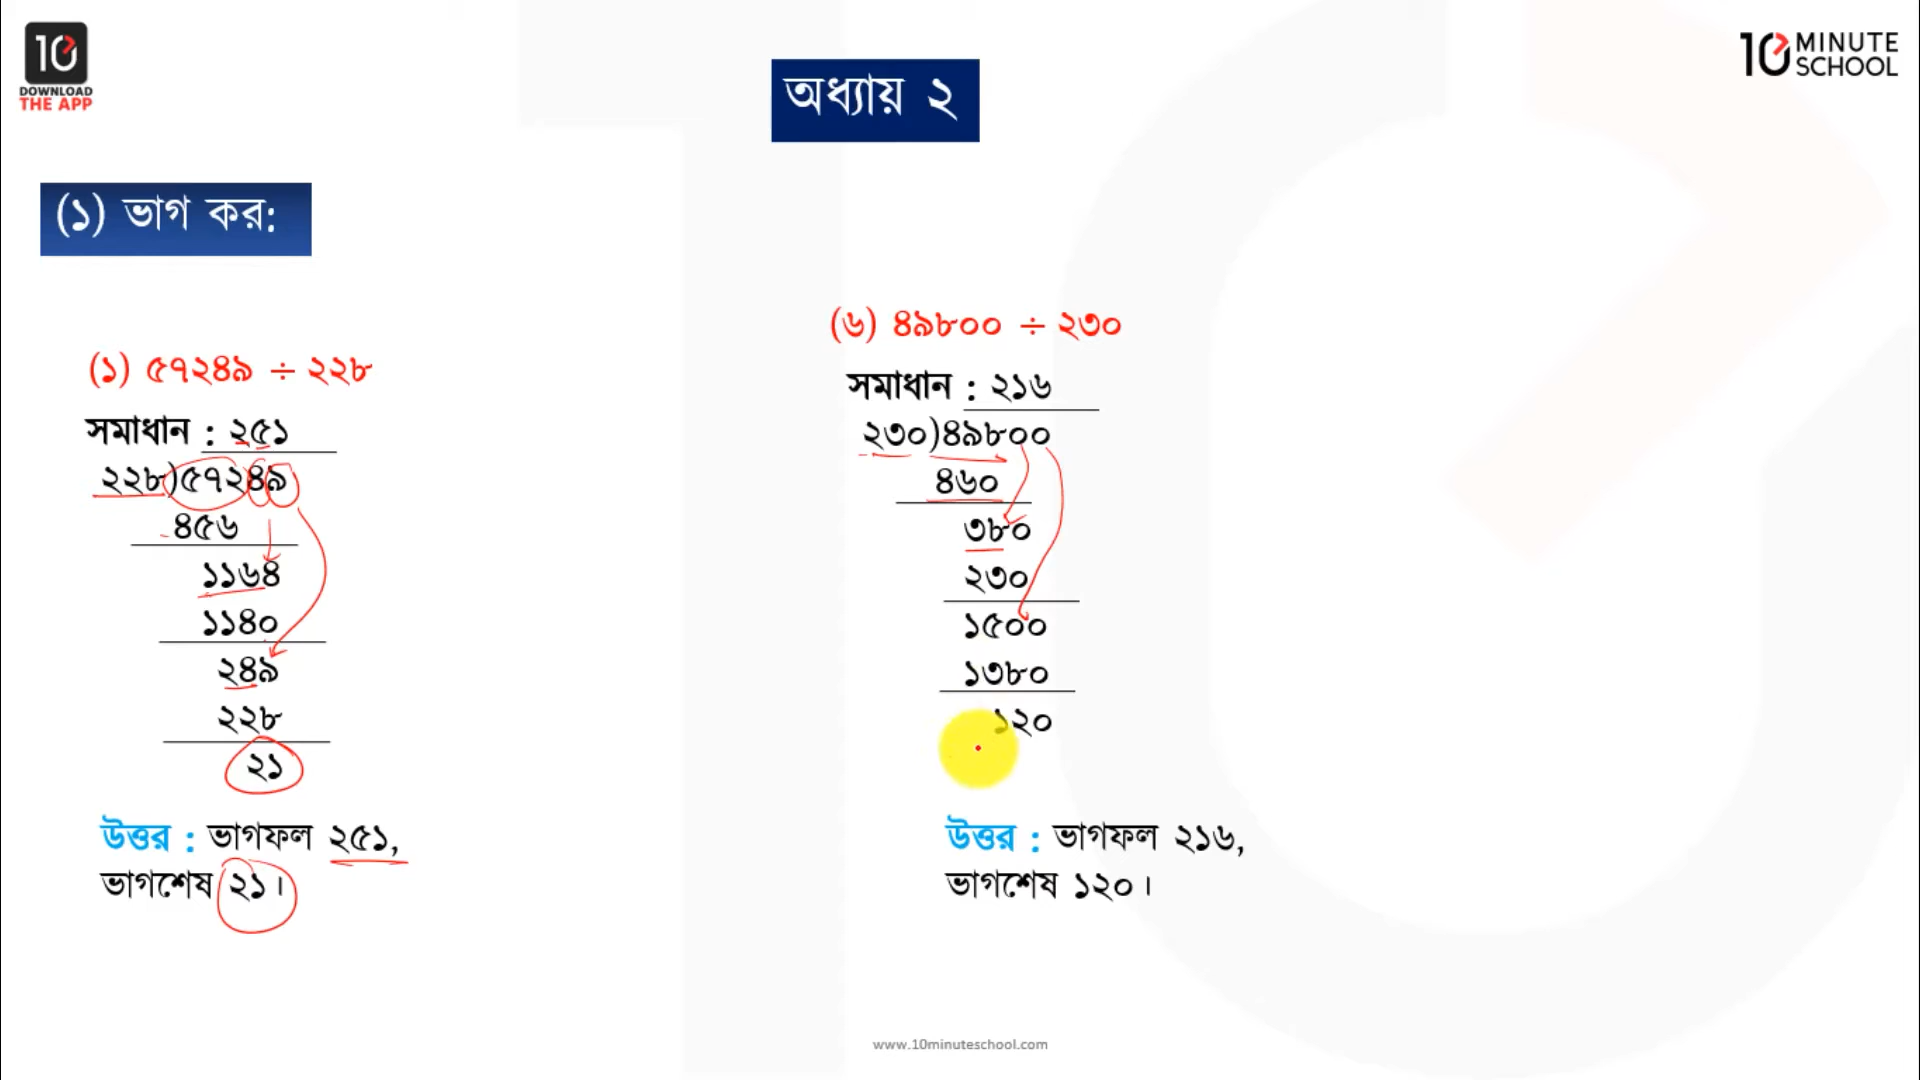 10
DOWNLOAD
THE APP
10 MINUTE
SCHOOL
অধ্যায় ২
(১) ভাগ কর:
(১) ৫৭২৪৯ ÷ ২২৮
সমাধান : ২৫১
২২৮)৫৭২৪৯
৪৫৬
১১৬৪
১১৪০
২৪৯
২২৮
২১
উত্তর : ভাগফল ২৫১,
ভাগশেষ ২১।
(৬) ৪৯৮০০ ÷ ২৩০
সমাধান : ২১৬
২৩০)৪৯৮০০
৪৬০
৩৮০
২৩০
১৫০০
১৩৮০
১২০
উত্তর : ভাগফল ২১৬,
ভাগশেষ ১২০।
www.10minuteschool.com